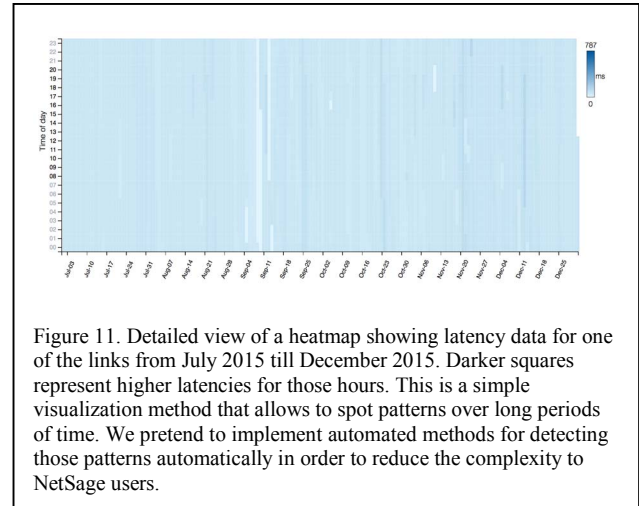 23
22
21
20
19
18
17
16
15
14
13
12
11
10
09
08
07
06
05
04
03
02
01
00
Time of day
787
ms
0
Jul-03
Jul-10
Jul-17
Jul-24
Jul-31
Aug-07
Aug-14
Aug-21
Aug-28
Sep-04
Sep-11
Sep-18
Sep-25
Oct-02
Oct-09
Oct-16
Oct-23
Oct-30
Nov-06
Nov-13
Nov-20
Nov-27
Dec-04
Dec-11
Dec-18
Dec-25
Figure 11. Detailed view of a heatmap showing latency data for one
of the links from July 2015 till December 2015. Darker squares
represent higher latencies for those hours. This is a simple
visualization method that allows to spot patterns over long periods
of time. We pretend to implement automated methods for detecting
those patterns automatically in order to reduce the complexity to
NetSage users.